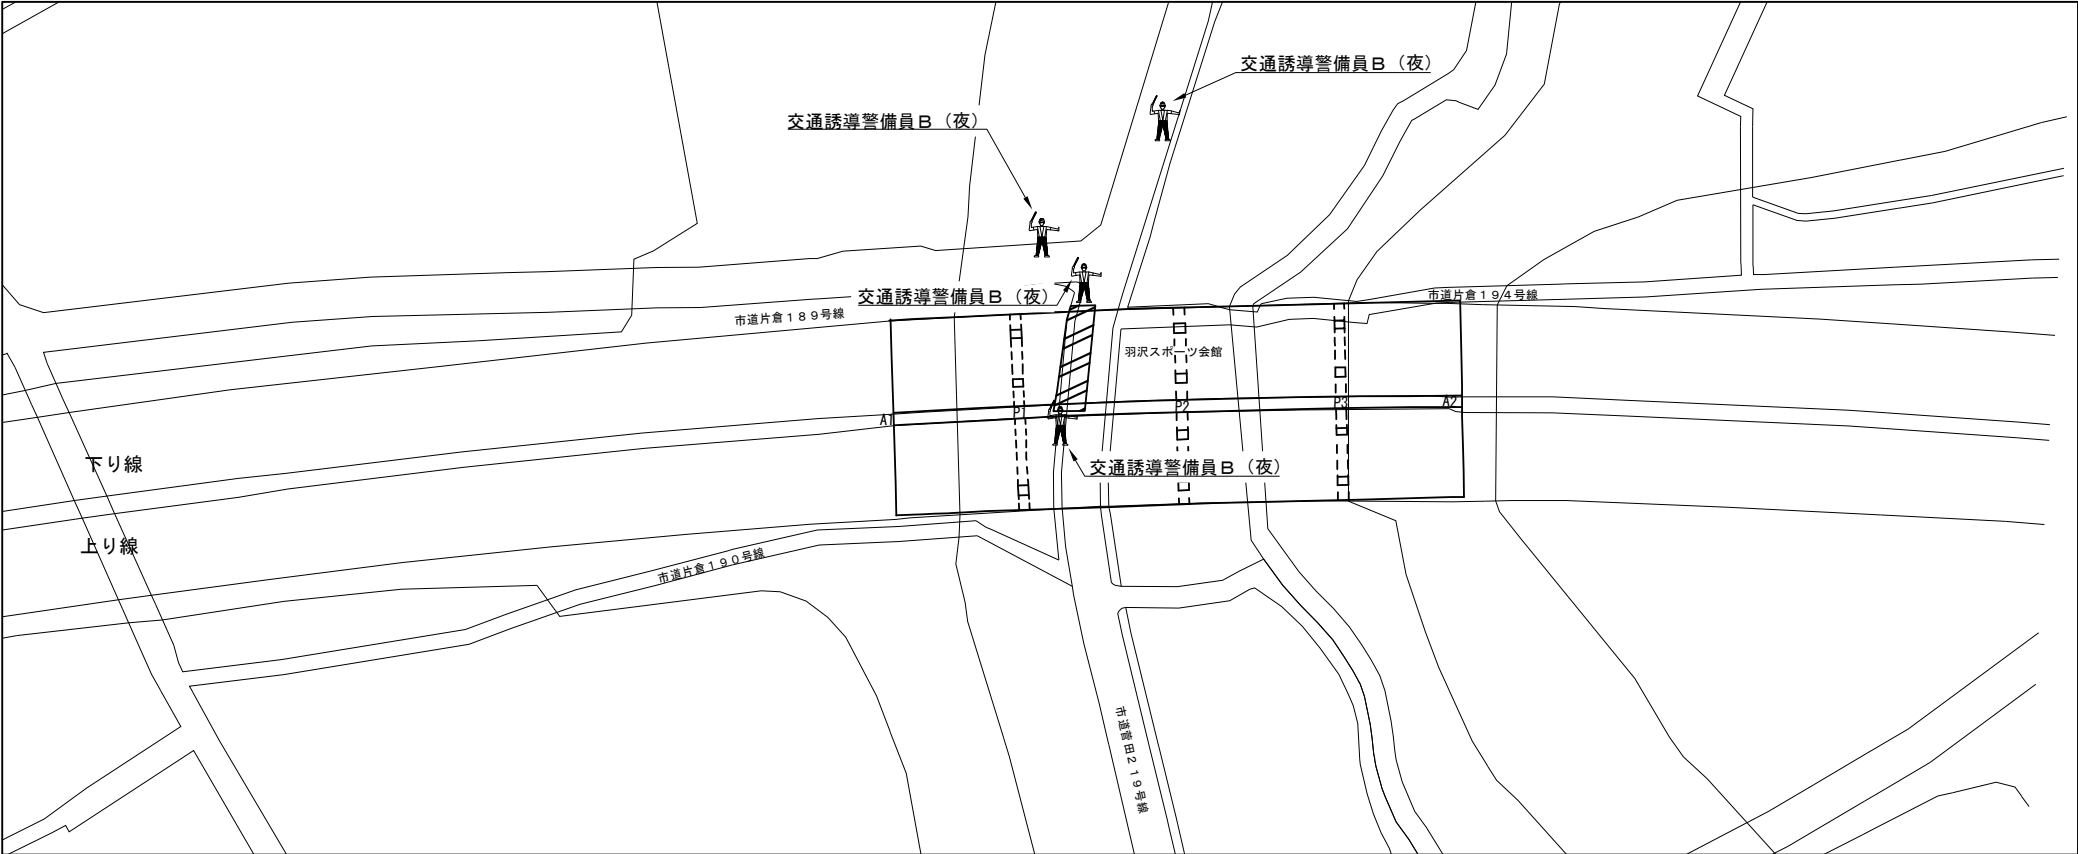 交通誘導警備員Ｂ（夜）
交通誘導警備員Ｂ（夜）
交通誘導警備員Ｂ（夜）
市道片倉１９４号線
市道片倉１８９号線
羽沢スポーツ会館
A1
P1
P2
P3
A2
下り線
交通誘導警備員Ｂ（夜）
上り線
市道片倉１９０号線
市道菅田２１９号線